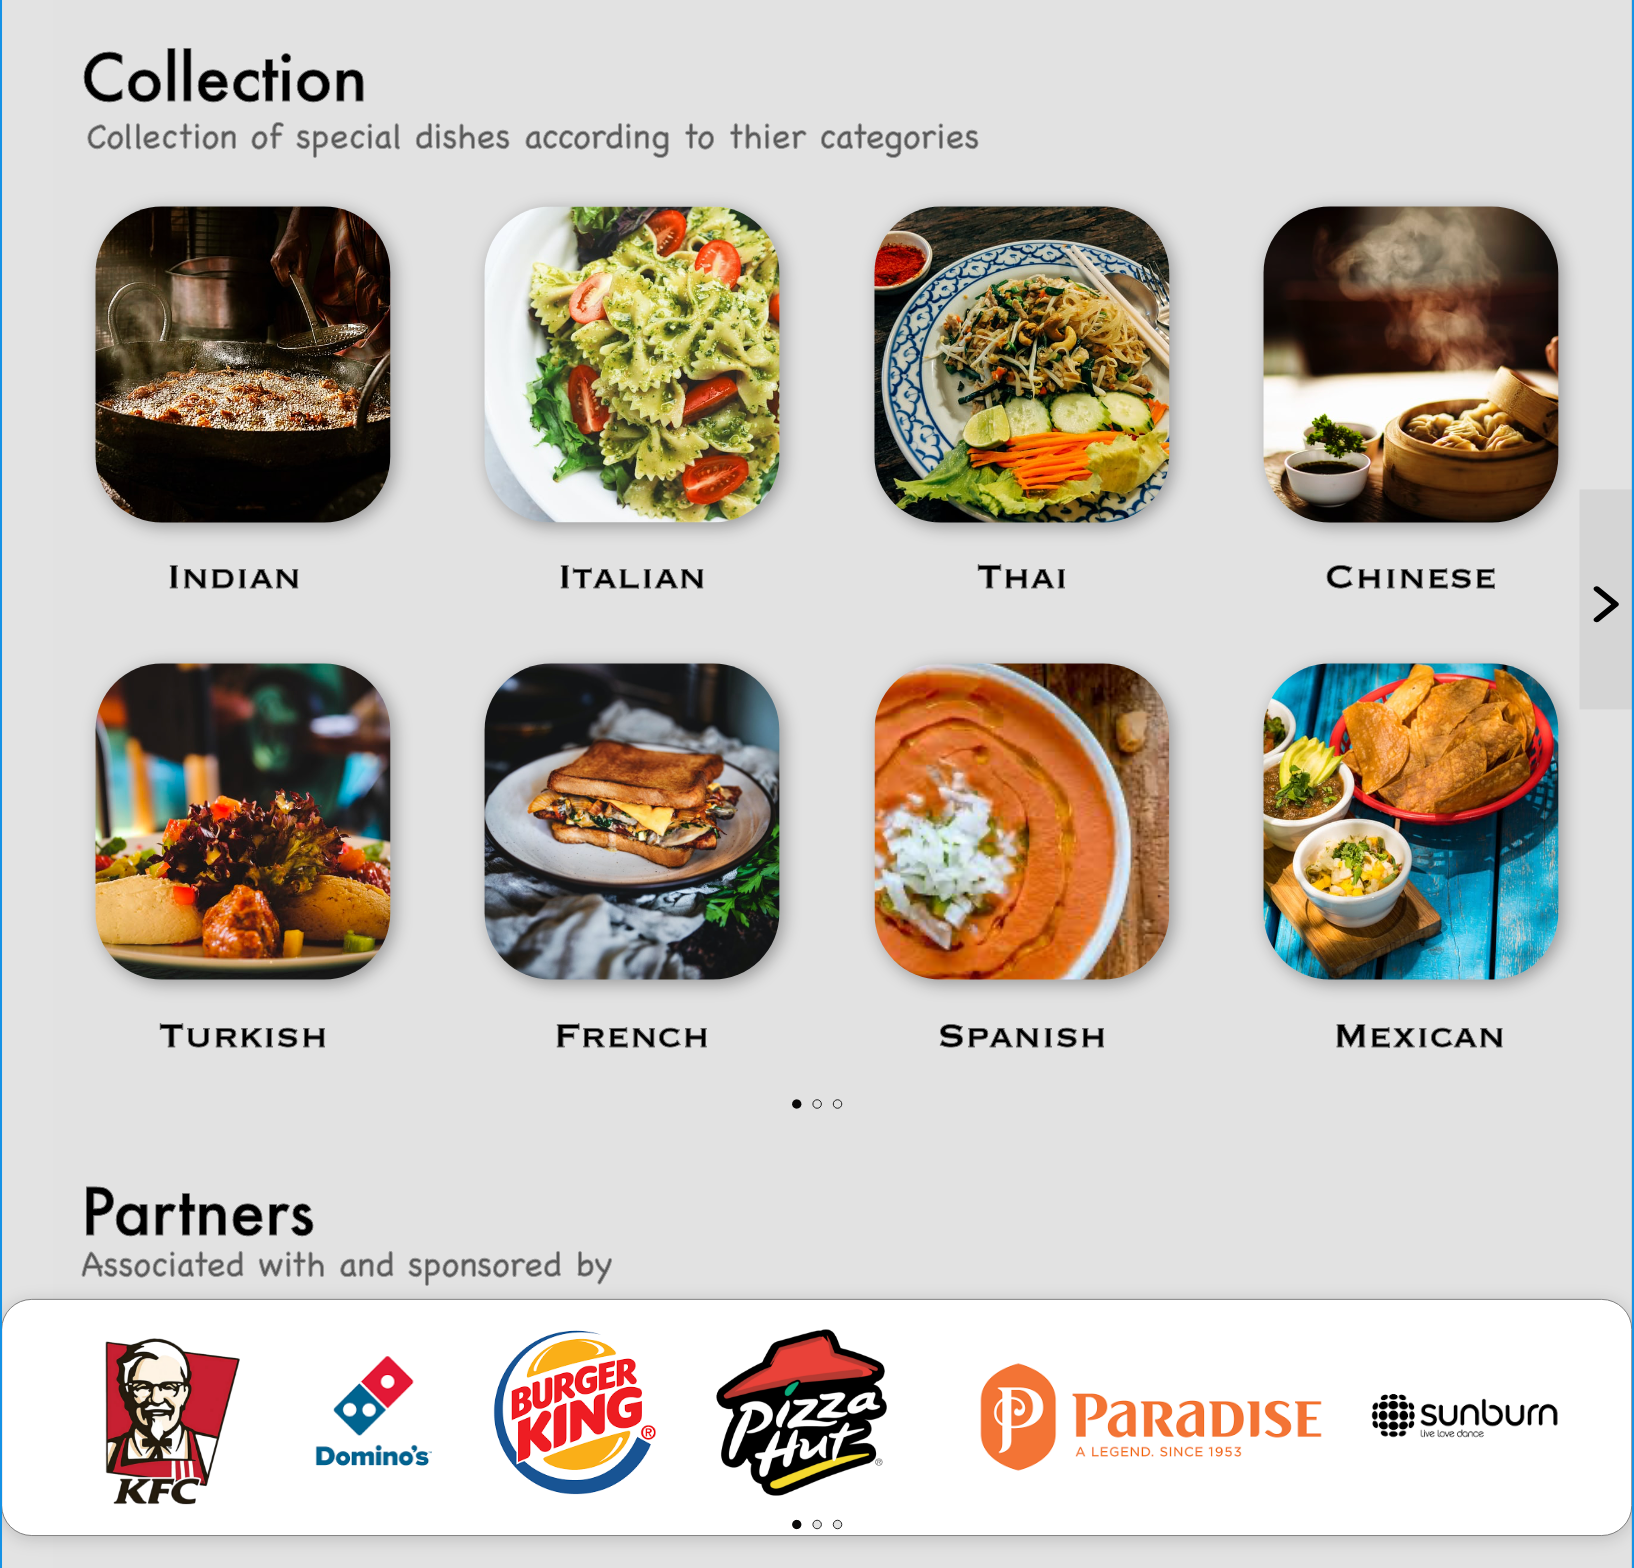 Collection
Collection of special dishes according to thier categories
INDIAN
ITALIAN
THAI
CHINESE
TURKISH
FRENCH
SPANISH
MEXICAN
Partners
Associated with and sponsored by
KFC
Domino's
BURGER KING ®
Pizza Hut ®
P PARADISE
A LEGEND. SINCE 1953
sunburn
live love dance